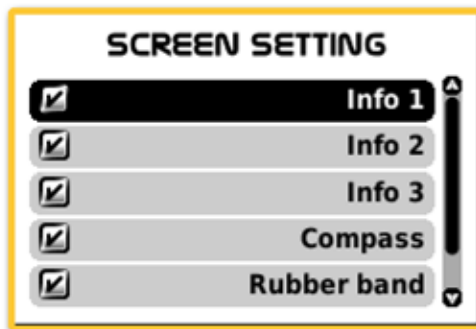 SCREEN SETTING
Info 1
Info 2
Info 3
Compass
Rubber band